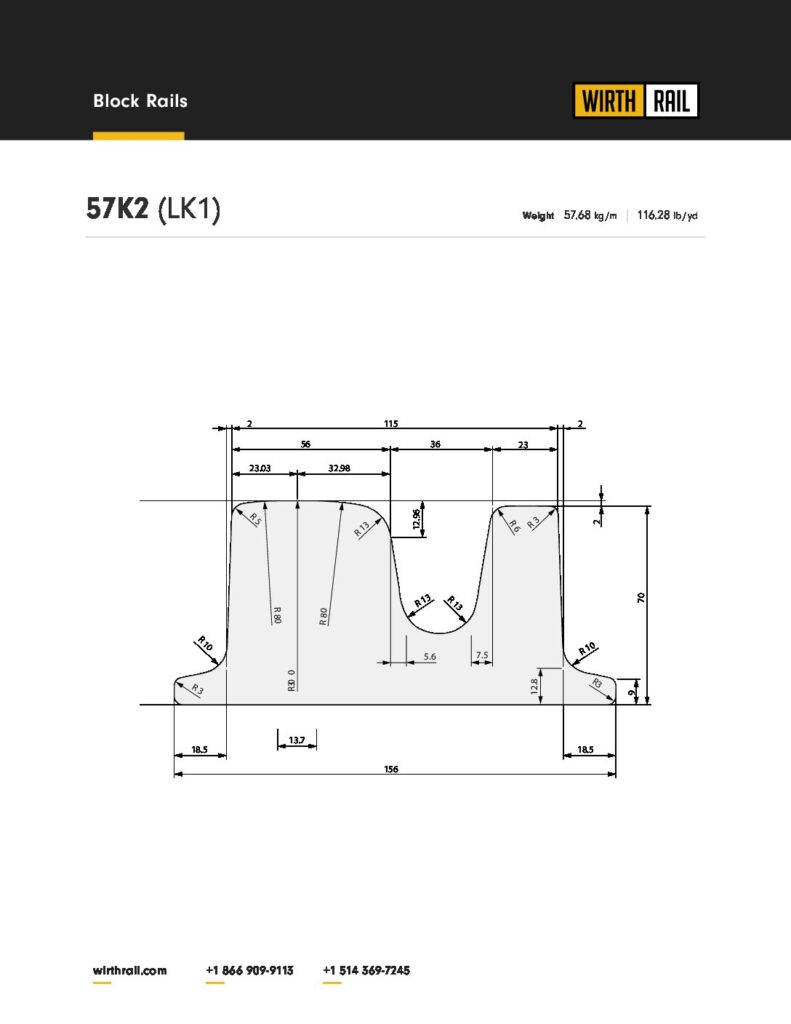 Block Rails
WIRTH RAIL
57K2 (LK1)
Weight 57,68 kg/m | 116,28 lb/yd
2 115 2
56 36 23
23.03 32.98
R 5
R 13
12.96
R 6
R 3
2
R 80
R 80
R 13
R 13
70
R 10
5.6
7.5
R 10
R 3
R30 0
12.8
R3
9
13.7
18.5
18.5
156
wirthrail.com +1 866 909-9113 +1 514 369-7245